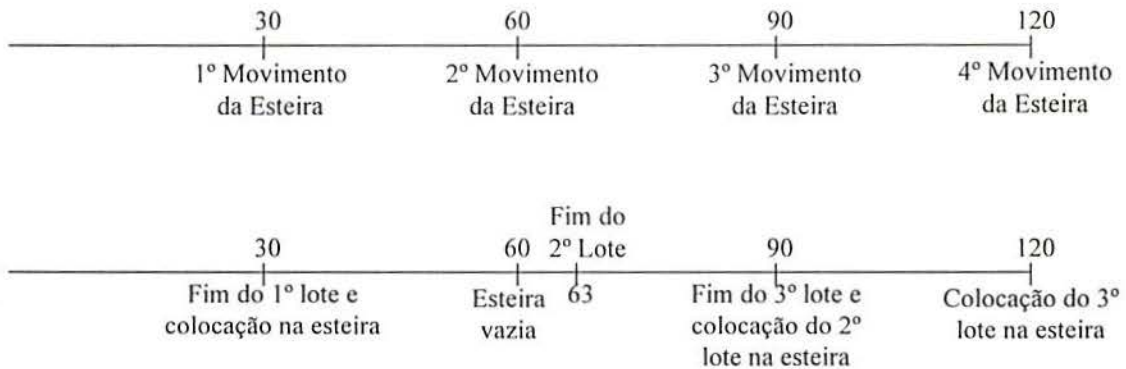 30 60 90 120
1º Movimento 2º Movimento 3º Movimento 4º Movimento
da Esteira da Esteira da Esteira da Esteira
Fim do
30 60 2º Lote 90 120
Fim do 1º lote e Esteira 63 Fim do 3º lote e Colocação do 3º
colocação na esteira vazia colocação do 2º lote na esteira
lote na esteira